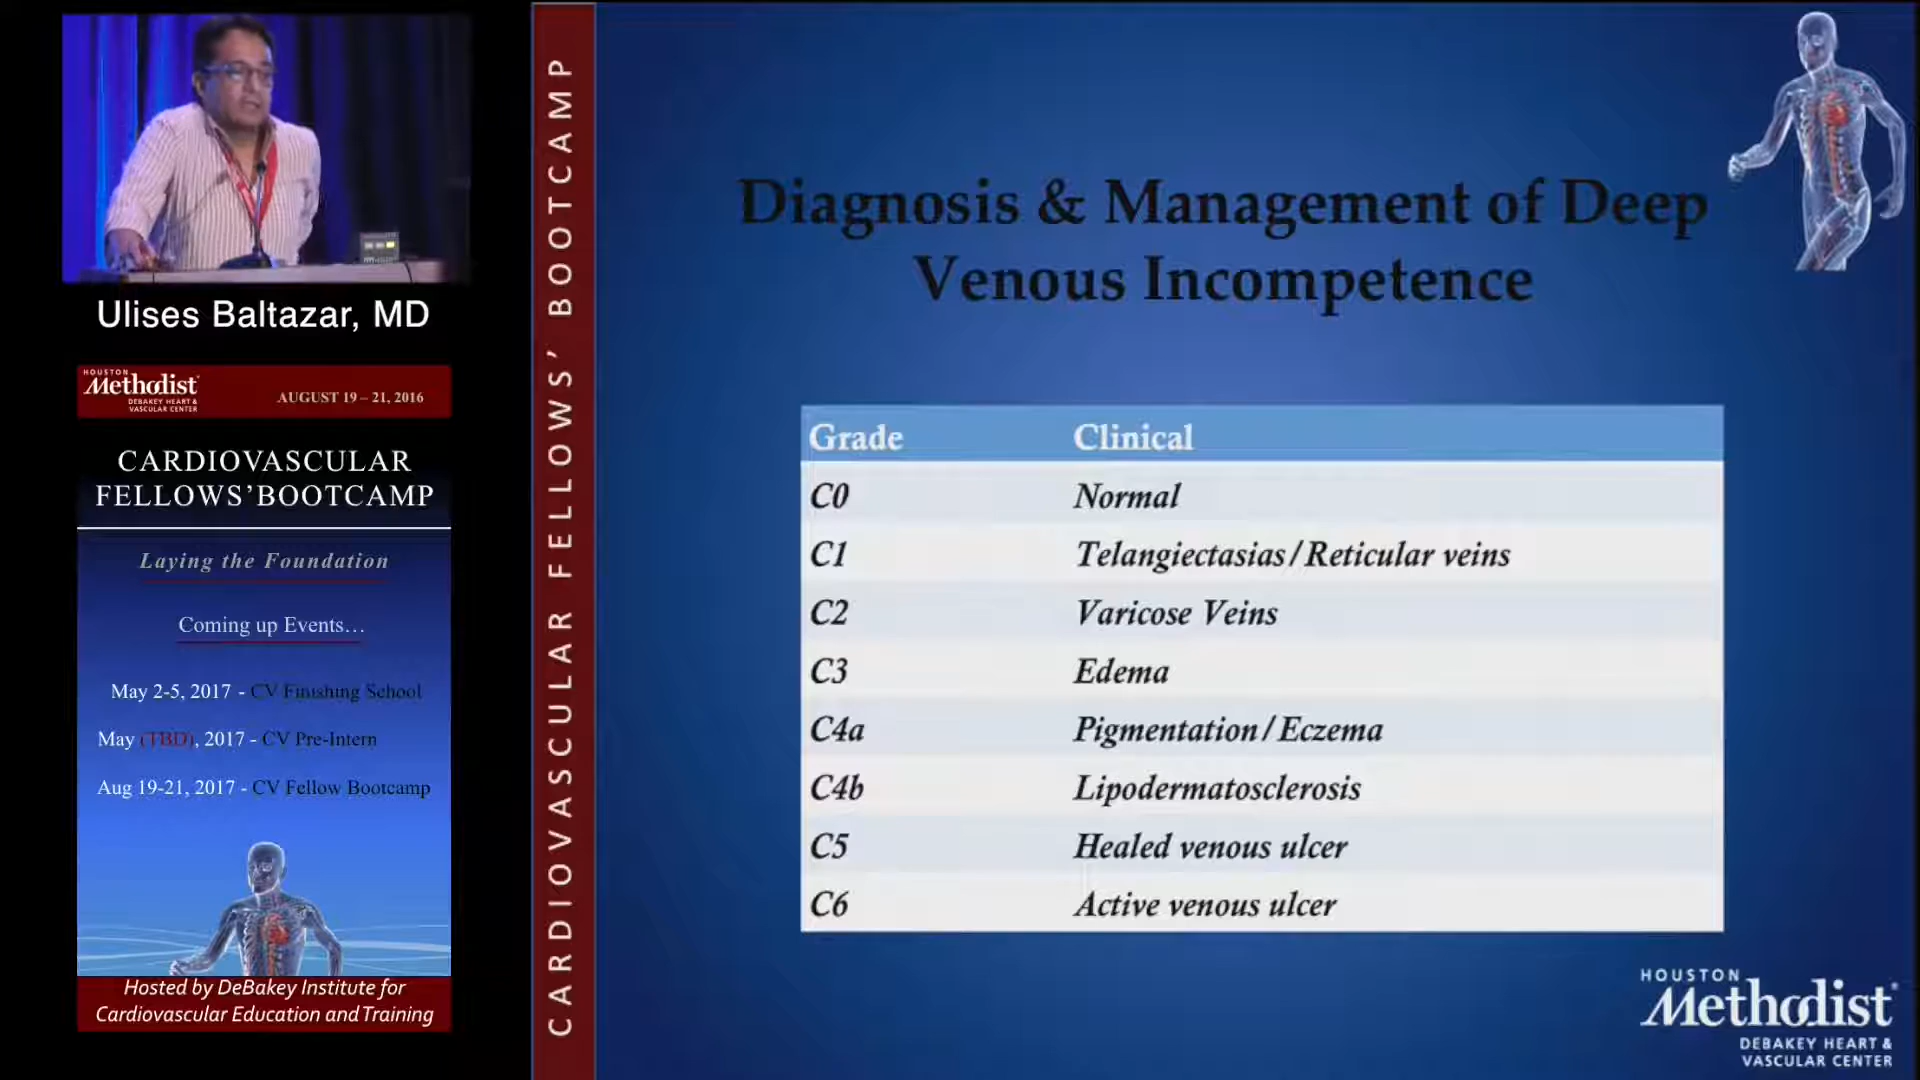 Ulises Baltazar, MD
HOUSTON
Methodist
DEBAKEY HEART &
VASCULAR CENTER
AUGUST 19 – 21, 2016
CARDIOVASCULAR
FELLOWS’BOOTCAMP
Laying the Foundation
Coming up Events…
May 2-5, 2017 - CV Finishing School
May (TBD), 2017 - CV Pre-Intern
Aug 19-21, 2017 - CV Fellow Bootcamp
Hosted by DeBakey Institute for
Cardiovascular Education and Training
CARDIOVASCULAR FELLOWS’ BOOTCAMP
Diagnosis & Management of Deep
Venous Incompetence
Grade Clinical
C0 Normal
C1 Telangiectasias/Reticular veins
C2 Varicose Veins
C3 Edema
C4a Pigmentation/Eczema
C4b Lipodermatosclerosis
C5 Healed venous ulcer
C6 Active venous ulcer
HOUSTON
Methodist
DEBAKEY HEART &
VASCULAR CENTER